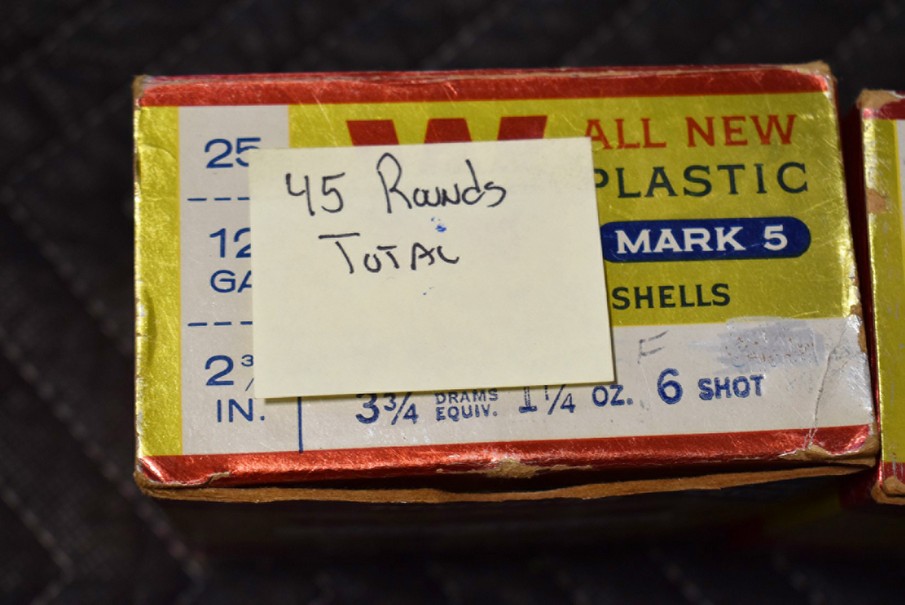 25
45 Rounds
TOTAL
W
ALL NEW
PLASTIC
MARK 5
SHELLS
12
GA
2 3/
IN.
3¾ DRAMS EQUIV. 1¼ OZ. 6 SHOT
F